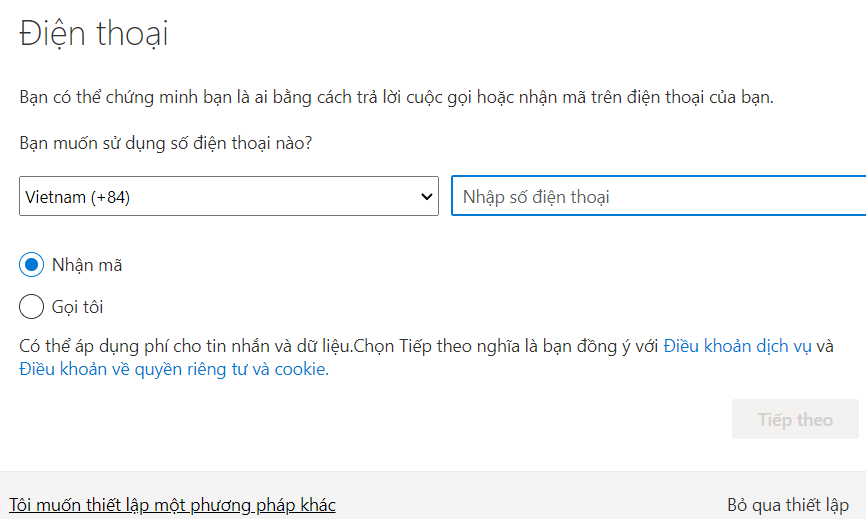 Điện thoại
Bạn có thể chứng minh bạn là ai bằng cách trả lời cuộc gọi hoặc nhận mã trên điện thoại của bạn.
Bạn muốn sử dụng số điện thoại nào?
Vietnam (+84) Nhập số điện thoại
Nhận mã
Gọi tôi
Có thể áp dụng phí cho tin nhắn và dữ liệu.Chọn Tiếp theo nghĩa là bạn đồng ý với Điều khoản dịch vụ và
Điều khoản về quyền riêng tư và cookie.
Tiếp theo
Tôi muốn thiết lập một phương pháp khác Bỏ qua thiết lập